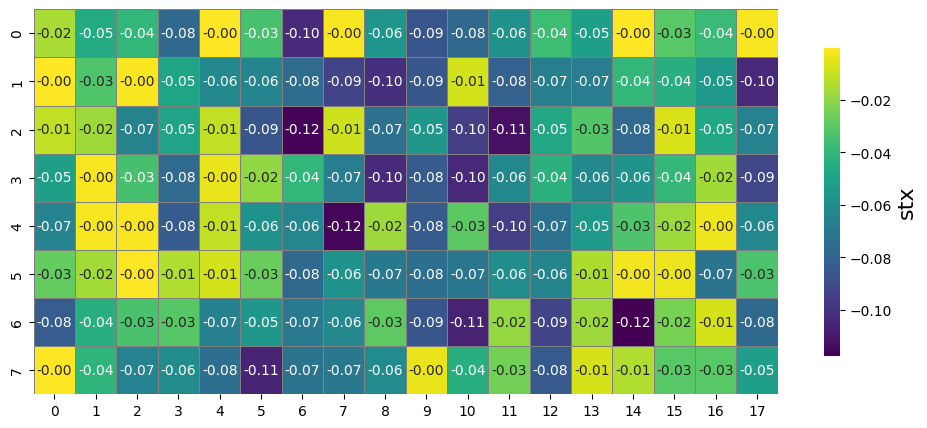 0 -0.02 -0.05 -0.04 -0.08 -0.00 -0.03 -0.10 -0.00 -0.06 -0.09 -0.08 -0.06 -0.04 -0.05 -0.00 -0.03 -0.04 -0.00
1 -0.00 -0.03 -0.00 -0.05 -0.06 -0.06 -0.08 -0.09 -0.10 -0.09 -0.01 -0.08 -0.07 -0.07 -0.04 -0.04 -0.05 -0.10
2 -0.01 -0.02 -0.07 -0.05 -0.01 -0.09 -0.12 -0.01 -0.07 -0.05 -0.10 -0.11 -0.05 -0.03 -0.08 -0.01 -0.05 -0.07
3 -0.05 -0.00 -0.03 -0.08 -0.00 -0.02 -0.04 -0.07 -0.10 -0.08 -0.10 -0.06 -0.04 -0.06 -0.06 -0.04 -0.02 -0.09
4 -0.07 -0.00 -0.00 -0.08 -0.01 -0.06 -0.06 -0.12 -0.02 -0.08 -0.03 -0.10 -0.07 -0.05 -0.03 -0.02 -0.00 -0.06
5 -0.03 -0.02 -0.00 -0.01 -0.01 -0.03 -0.08 -0.06 -0.07 -0.08 -0.07 -0.06 -0.06 -0.01 -0.00 -0.00 -0.07 -0.03
6 -0.08 -0.04 -0.03 -0.03 -0.07 -0.05 -0.07 -0.06 -0.03 -0.09 -0.11 -0.02 -0.09 -0.02 -0.12 -0.02 -0.01 -0.08
7 -0.00 -0.04 -0.07 -0.06 -0.08 -0.11 -0.07 -0.07 -0.06 -0.00 -0.04 -0.03 -0.08 -0.01 -0.01 -0.03 -0.03 -0.05
0 1 2 3 4 5 6 7 8 9 10 11 12 13 14 15 16 17
−0.02
−0.04
−0.06
−0.08
−0.10
stx